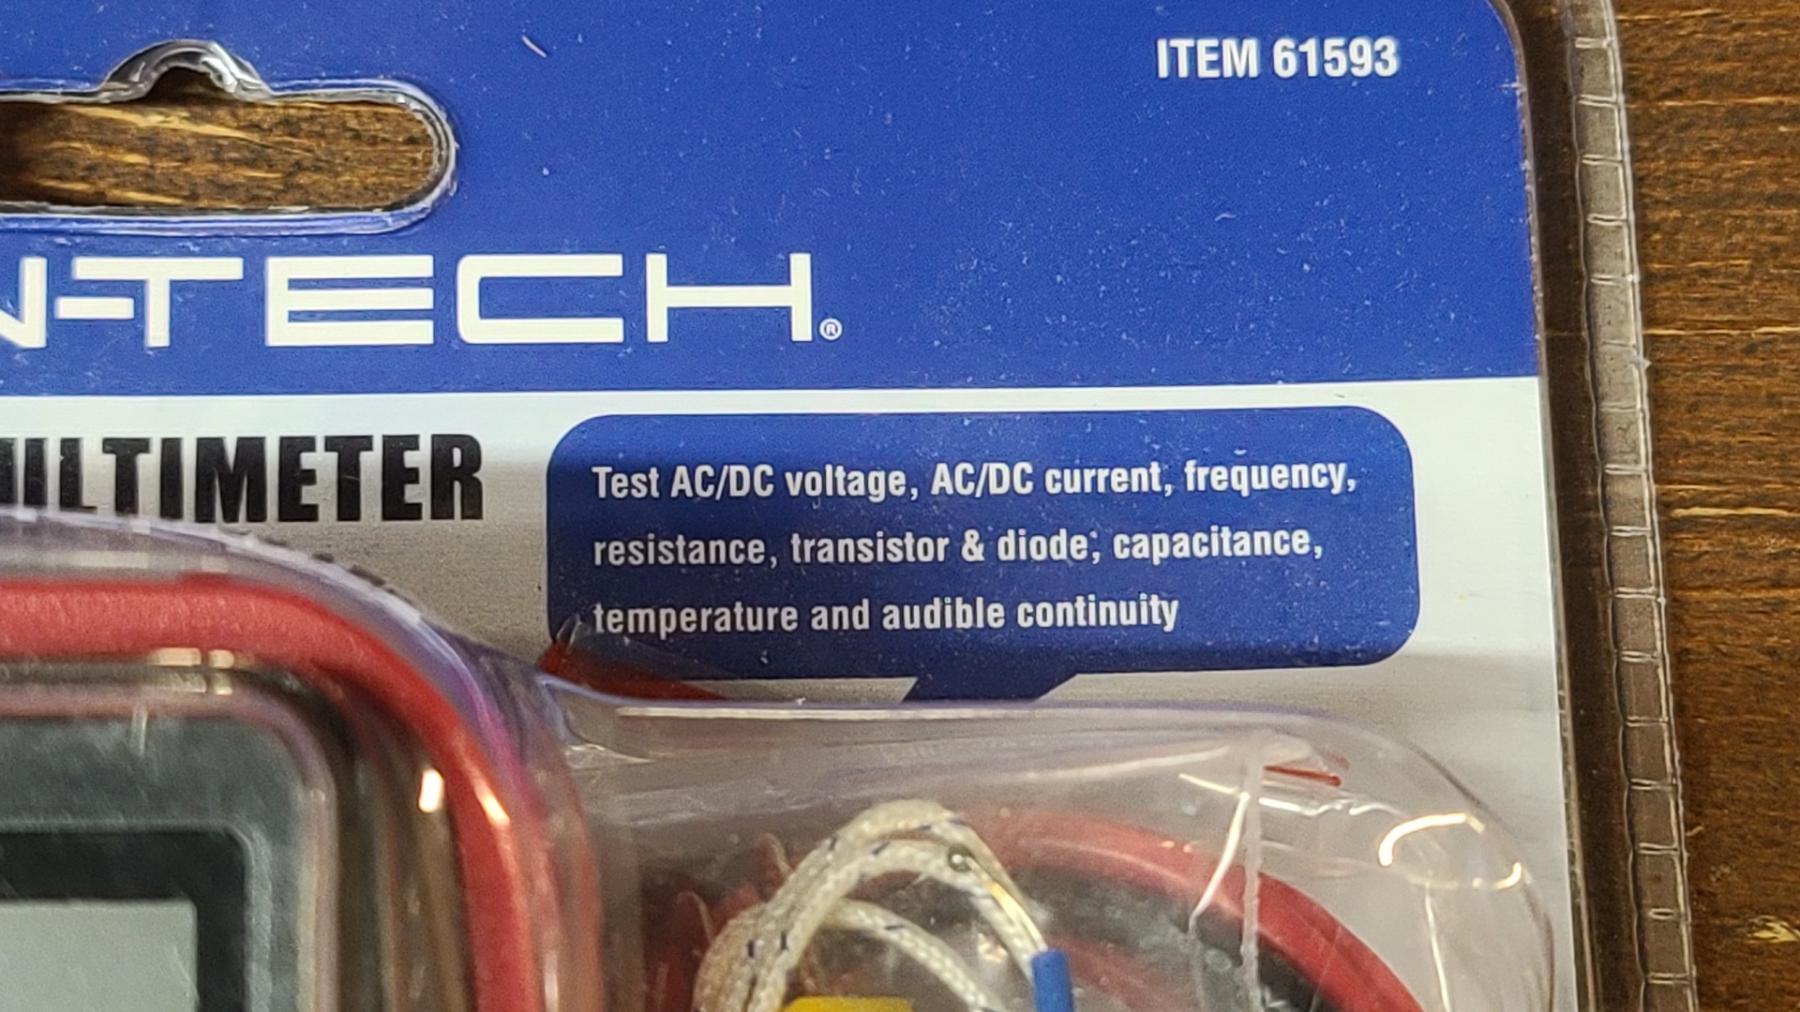 ITEM 61593
N-TECH®
MULTIMETER
Test AC/DC voltage, AC/DC current, frequency,
resistance, transistor & diode, capacitance,
temperature and audible continuity